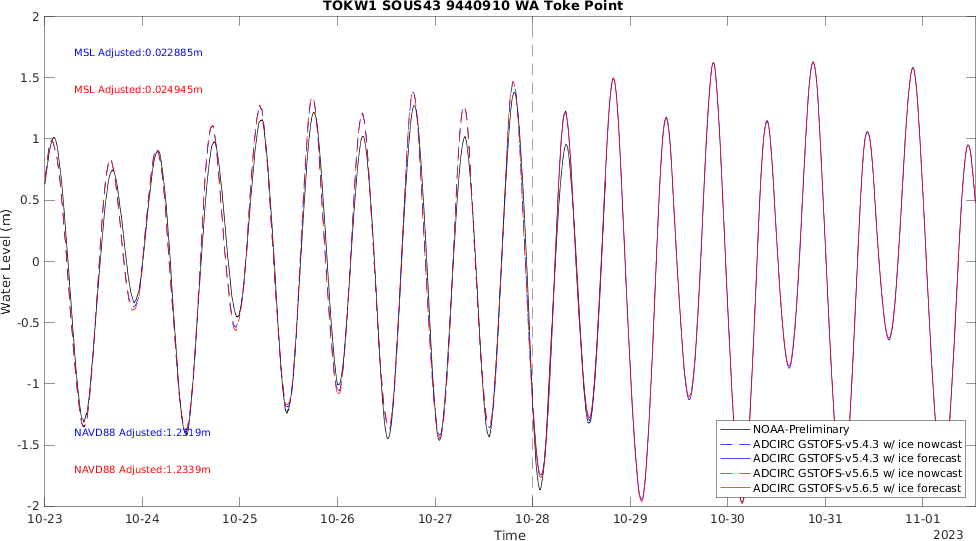 TOKW1 SOUS43 9440910 WA Toke Point
2
1.5
1
0.5
0
-0.5
-1
-1.5
-2
Water Level (m)
MSL Adjusted:0.022885m
MSL Adjusted:0.024945m
NAVD88 Adjusted:1.2319m
NAVD88 Adjusted:1.2339m
NOAA-Preliminary
ADCIRC GSTOFS-v5.4.3 w/ ice nowcast
ADCIRC GSTOFS-v5.4.3 w/ ice forecast
ADCIRC GSTOFS-v5.6.5 w/ ice nowcast
ADCIRC GSTOFS-v5.6.5 w/ ice forecast
10-23 10-24 10-25 10-26 10-27 10-28 10-29 10-30 10-31 11-01
Time
2023